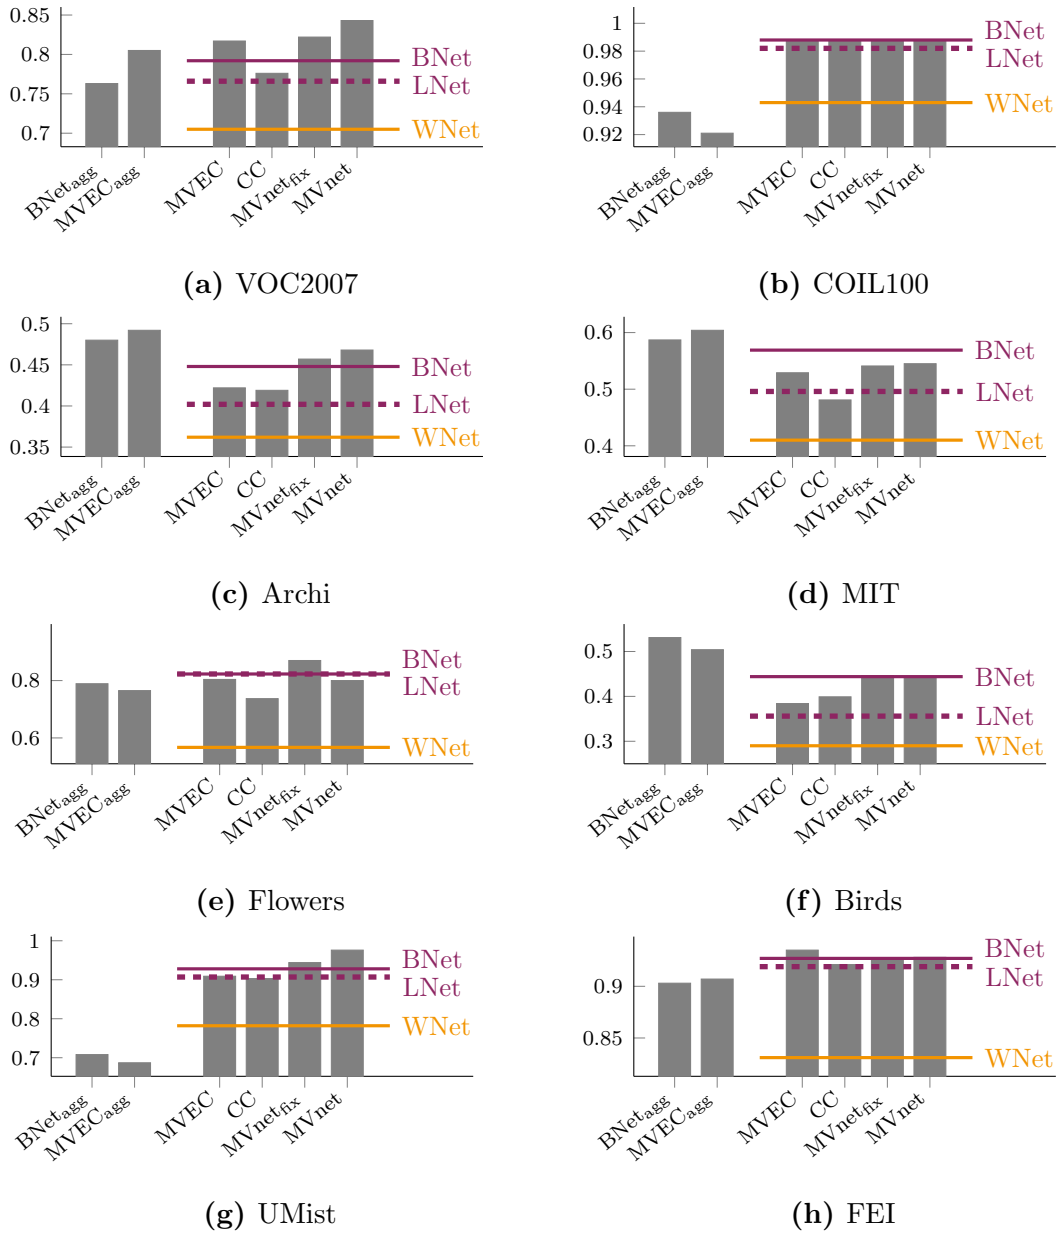 0.85
0.8
0.75
0.7
BNet
LNet
WNet
BNetagg
MVECagg
MVEC
CC
MVnetfix
MVnet
(a) VOC2007
1
0.98
0.96
0.94
0.92
BNet
LNet
WNet
BNetagg
MVECagg
MVEC
CC
MVnetfix
MVnet
(b) COIL100
0.5
0.45
0.4
0.35
BNet
LNet
WNet
BNetagg
MVECagg
MVEC
CC
MVnetfix
MVnet
(c) Archi
0.6
0.5
0.4
BNet
LNet
WNet
BNetagg
MVECagg
MVEC
CC
MVnetfix
MVnet
(d) MIT
0.8
0.6
BNet
LNet
WNet
BNetagg
MVECagg
MVEC
CC
MVnetfix
MVnet
(e) Flowers
0.5
0.4
0.3
BNet
LNet
WNet
BNetagg
MVECagg
MVEC
CC
MVnetfix
MVnet
(f) Birds
1
0.9
0.8
0.7
BNet
LNet
WNet
BNetagg
MVECagg
MVEC
CC
MVnetfix
MVnet
(g) UMist
0.9
0.85
BNet
LNet
WNet
BNetagg
MVECagg
MVEC
CC
MVnetfix
MVnet
(h) FEI